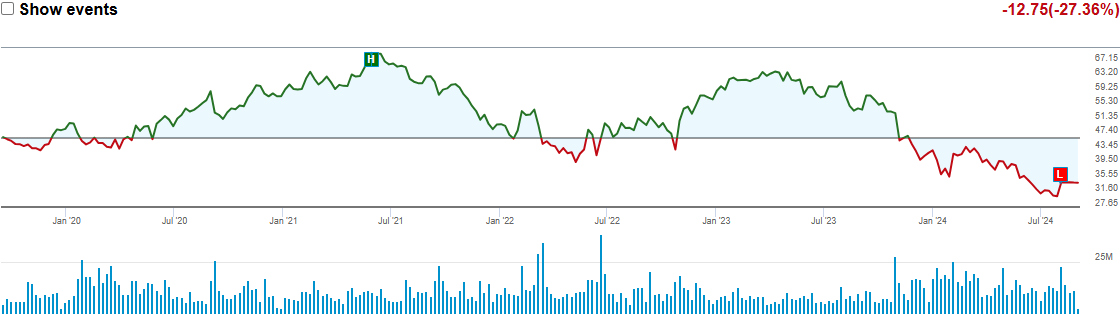 Show events
-12.75(-27.36%)
H
67.15
63.20
59.25
55.30
51.35
47.40
43.45
39.50
35.55
31.60
27.65
L
Jan '20
Jul '20
Jan '21
Jul '21
Jan '22
Jul '22
Jan '23
Jul '23
Jan '24
Jul '24
25M